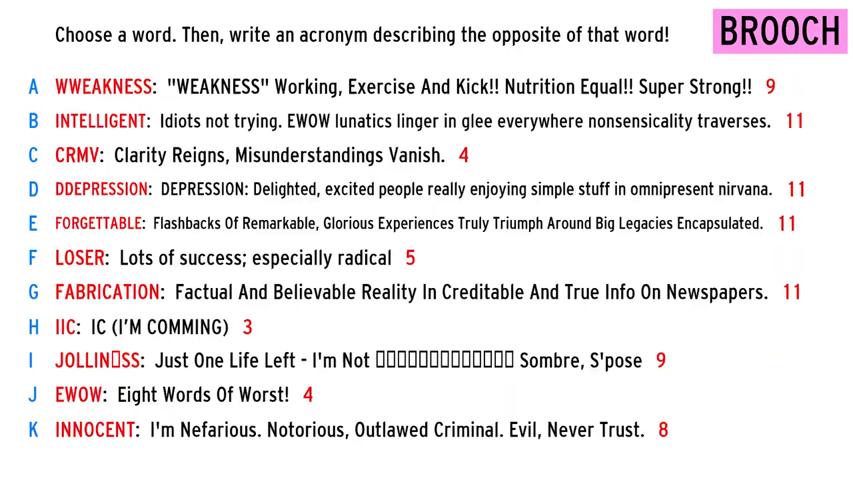 Choose a word. Then, write an acronym describing the opposite of that word!
BROOCH
A WWEAKNESS: "WEAKNESS" Working, Exercise And Kick!! Nutrition Equal!! Super Strong!! 9
B INTELLIGENT: Idiots not trying. EWOW lunatics linger in glee everywhere nonsensicality traverses. 11
C CRMV: Clarity Reigns, Misunderstandings Vanish. 4
D DDEPRESSION: DEPRESSION: Delighted, excited people really enjoying simple stuff in omnipresent nirvana. 11
E FORGETTABLE: Flashbacks Of Remarkable, Glorious Experiences Truly Triumph Around Big Legacies Encapsulated. 11
F LOSER: Lots of success; especially radical 5
G FABRICATION: Factual And Believable Reality In Creditable And True Info On Newspapers. 11
H IIC: IC (I'M COMMING) 3
I JOLLIN▯SS: Just One Life Left - I'm Not ▯▯▯▯▯▯▯▯▯▯▯▯▯ Sombre, S'pose 9
J EWOW: Eight Words Of Worst! 4
K INNOCENT: I'm Nefarious. Notorious, Outlawed Criminal. Evil, Never Trust. 8